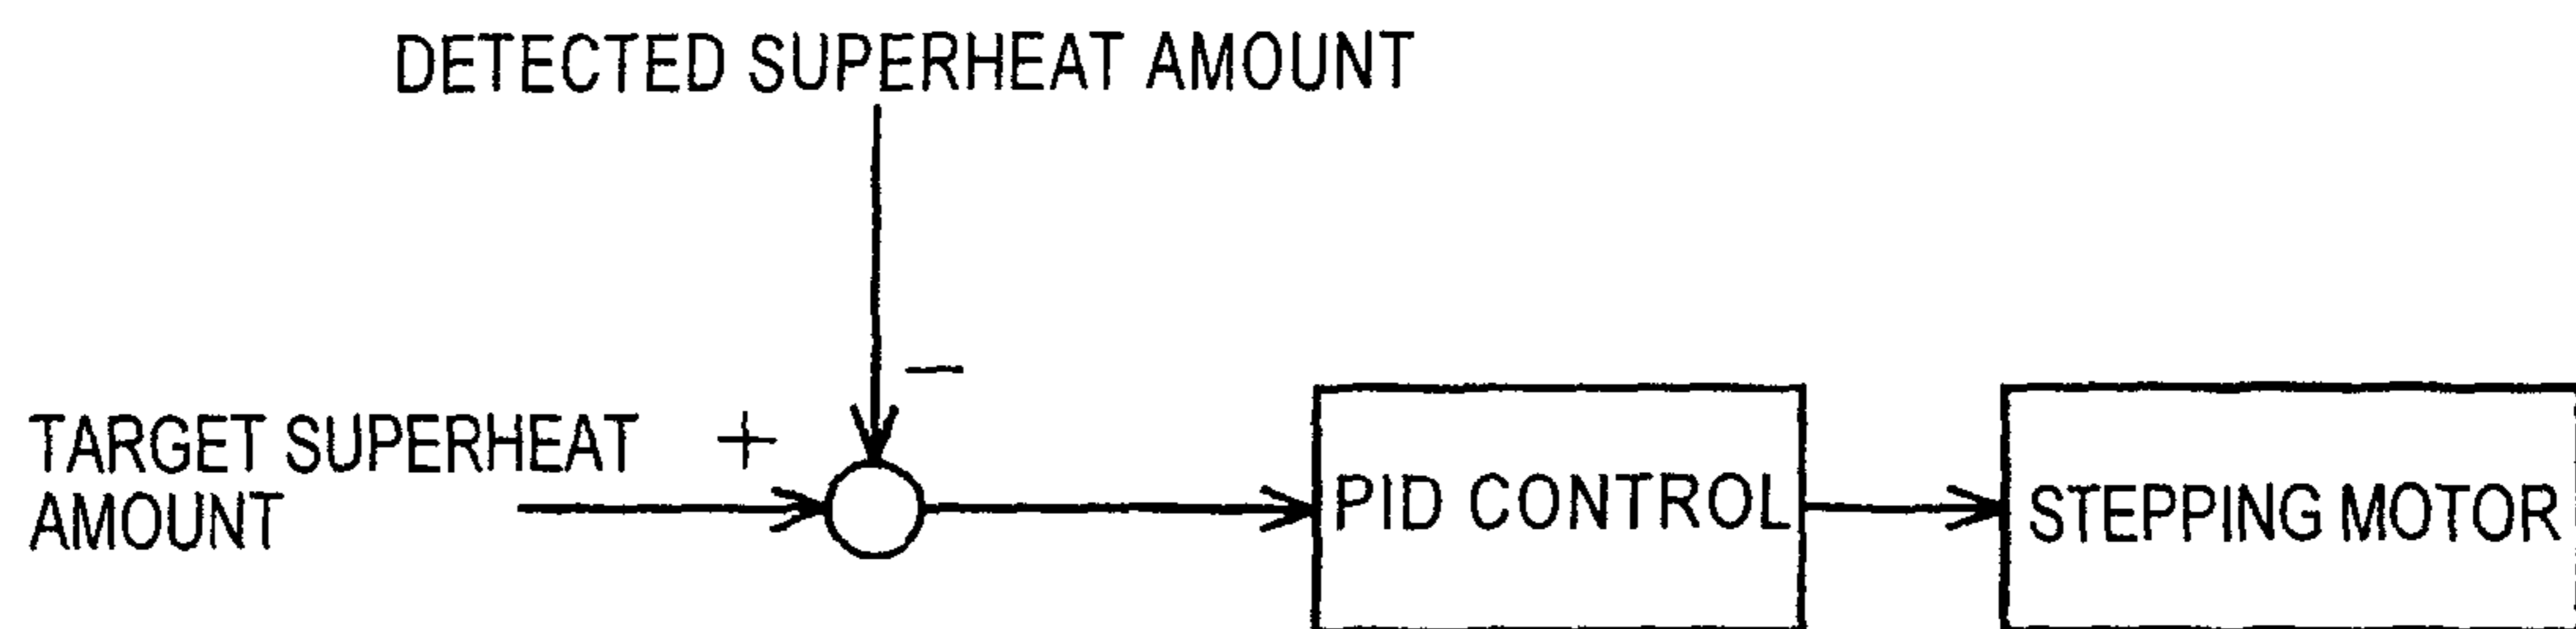 DETECTED SUPERHEAT AMOUNT
−
TARGET SUPERHEAT +
AMOUNT
PID CONTROL
STEPPING MOTOR